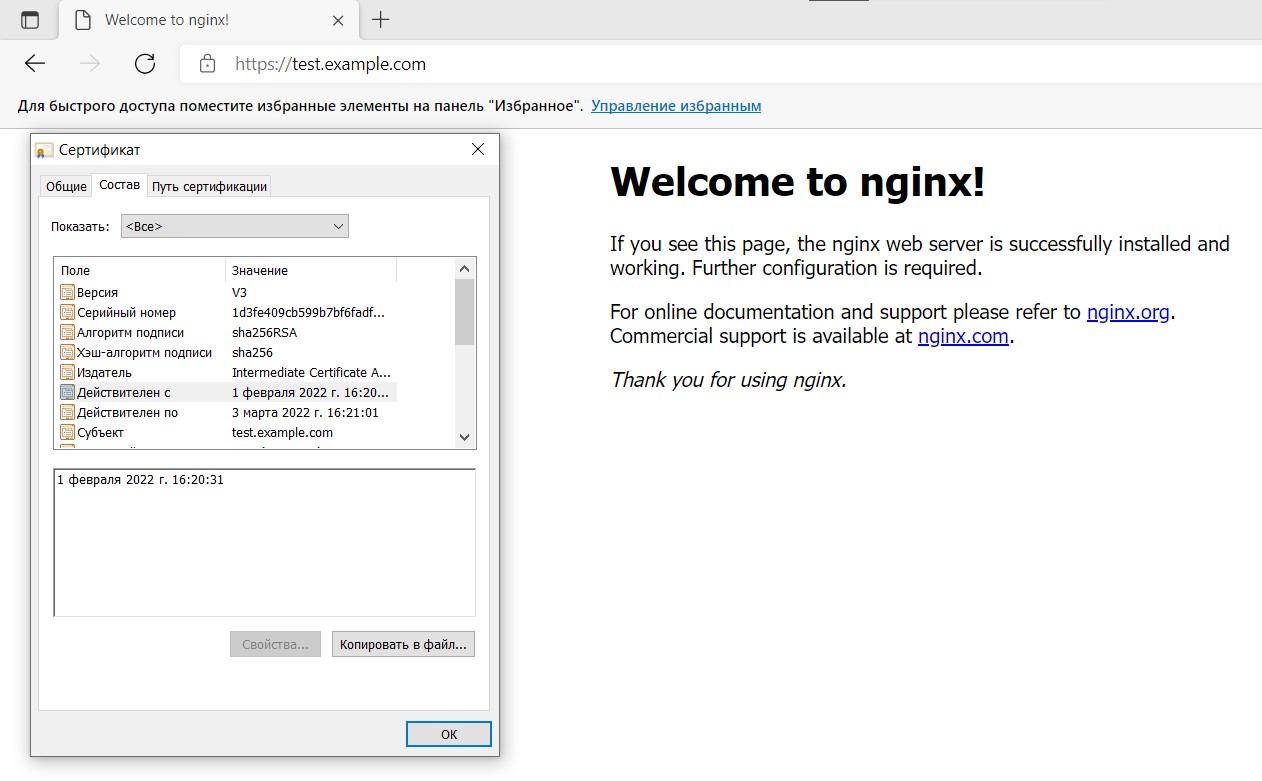 Welcome to nginx!
https://test.example.com
Для быстрого доступа поместите избранные элементы на панель "Избранное". Управление избранным
Сертификат
Общие Состав Путь сертификации
Показать: <Все>
Поле Значение
Версия V3
Серийный номер 1d3fe409cb599b7bf6fadf...
Алгоритм подписи sha256RSA
Хэш-алгоритм подписи sha256
Издатель Intermediate Certificate A...
Действителен с 1 февраля 2022 г. 16:20...
Действителен по 3 марта 2022 г. 16:21:01
Субъект test.example.com
1 февраля 2022 г. 16:20:31
Свойства... Копировать в файл...
ОК
Welcome to nginx!
If you see this page, the nginx web server is successfully installed and
working. Further configuration is required.
For online documentation and support please refer to nginx.org.
Commercial support is available at nginx.com.
Thank you for using nginx.